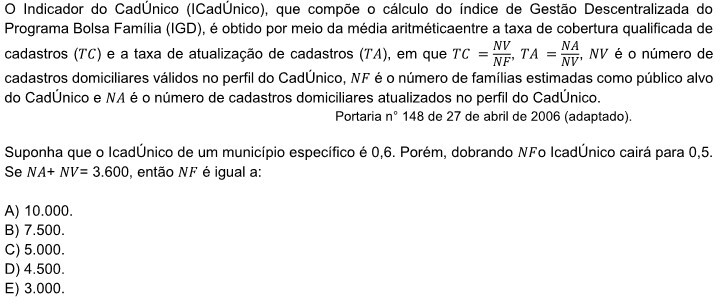 O Indicador do CadÚnico (ICadÚnico), que compõe o cálculo do índice de Gestão Descentralizada do
Programa Bolsa Família (IGD), é obtido por meio da média aritméticaentre a taxa de cobertura qualificada de
cadastros (TC) e a taxa de atualização de cadastros (TA), em que TC = NV/NF, TA = NA/NV, NV é o número de
cadastros domiciliares válidos no perfil do CadÚnico, NF é o número de famílias estimadas como público alvo
do CadÚnico e NA é o número de cadastros domiciliares atualizados no perfil do CadÚnico.
Portaria n° 148 de 27 de abril de 2006 (adaptado).
Suponha que o IcadÚnico de um município específico é 0,6. Porém, dobrando NFo IcadÚnico cairá para 0,5.
Se NA+ NV= 3.600, então NF é igual a:
A) 10.000.
B) 7.500.
C) 5.000.
D) 4.500.
E) 3.000.